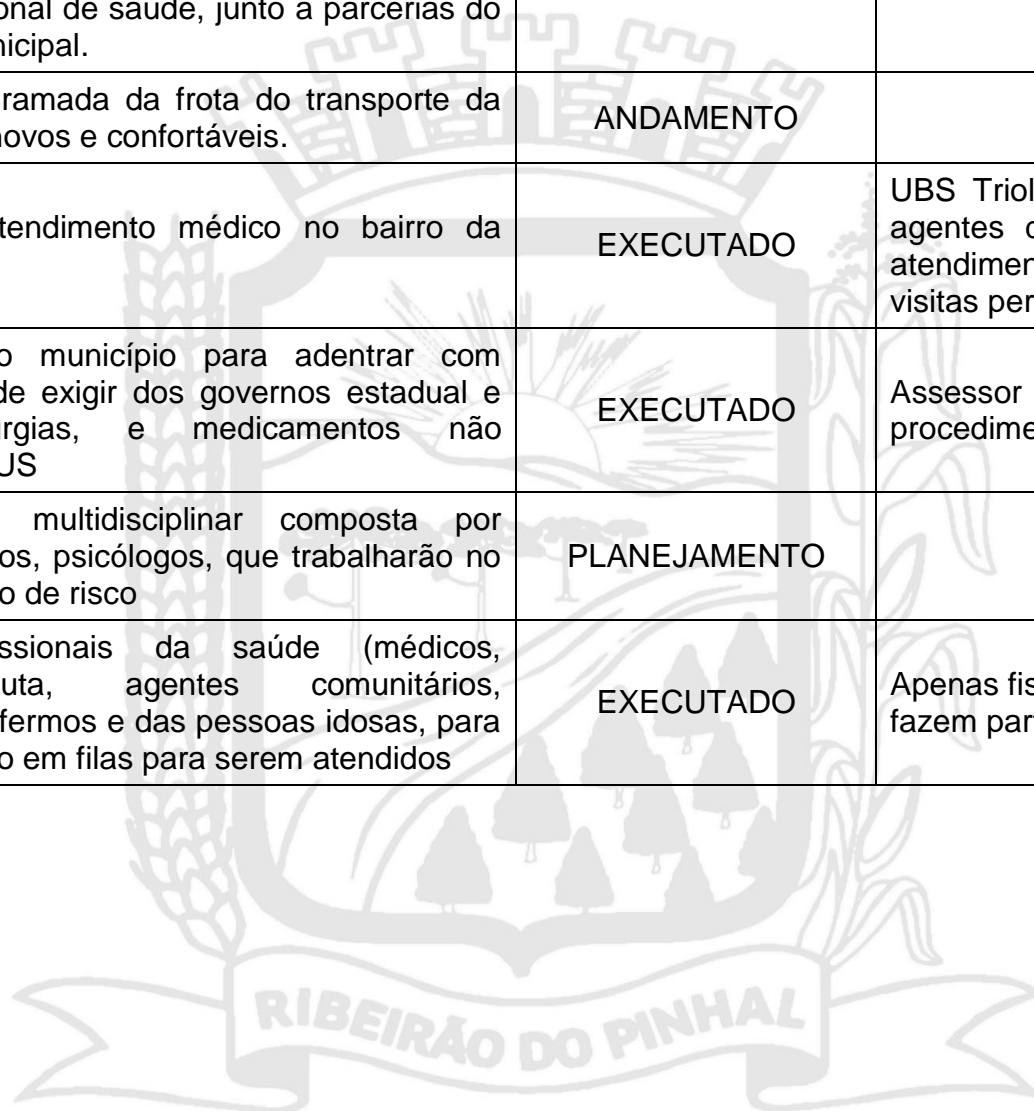 onal de saúde, junto a parcerias do
nicipal.
ramada da frota do transporte da
novos e confortáveis.
ANDAMENTO
tendimento médico no bairro da
EXECUTADO
UBS Triol
agentes c
atendimen
visitas per
o município para adentrar com
de exigir dos governos estadual e
rgias, e medicamentos não
US
EXECUTADO
Assessor
procedime
multidisciplinar composta por
os, psicólogos, que trabalharão no
o de risco
PLANEJAMENTO
ssionais da saúde (médicos,
uta, agentes comunitários,
fermos e das pessoas idosas, para
o em filas para serem atendidos
EXECUTADO
Apenas fis
fazem part
RIBEIRÃO DO PINHAL